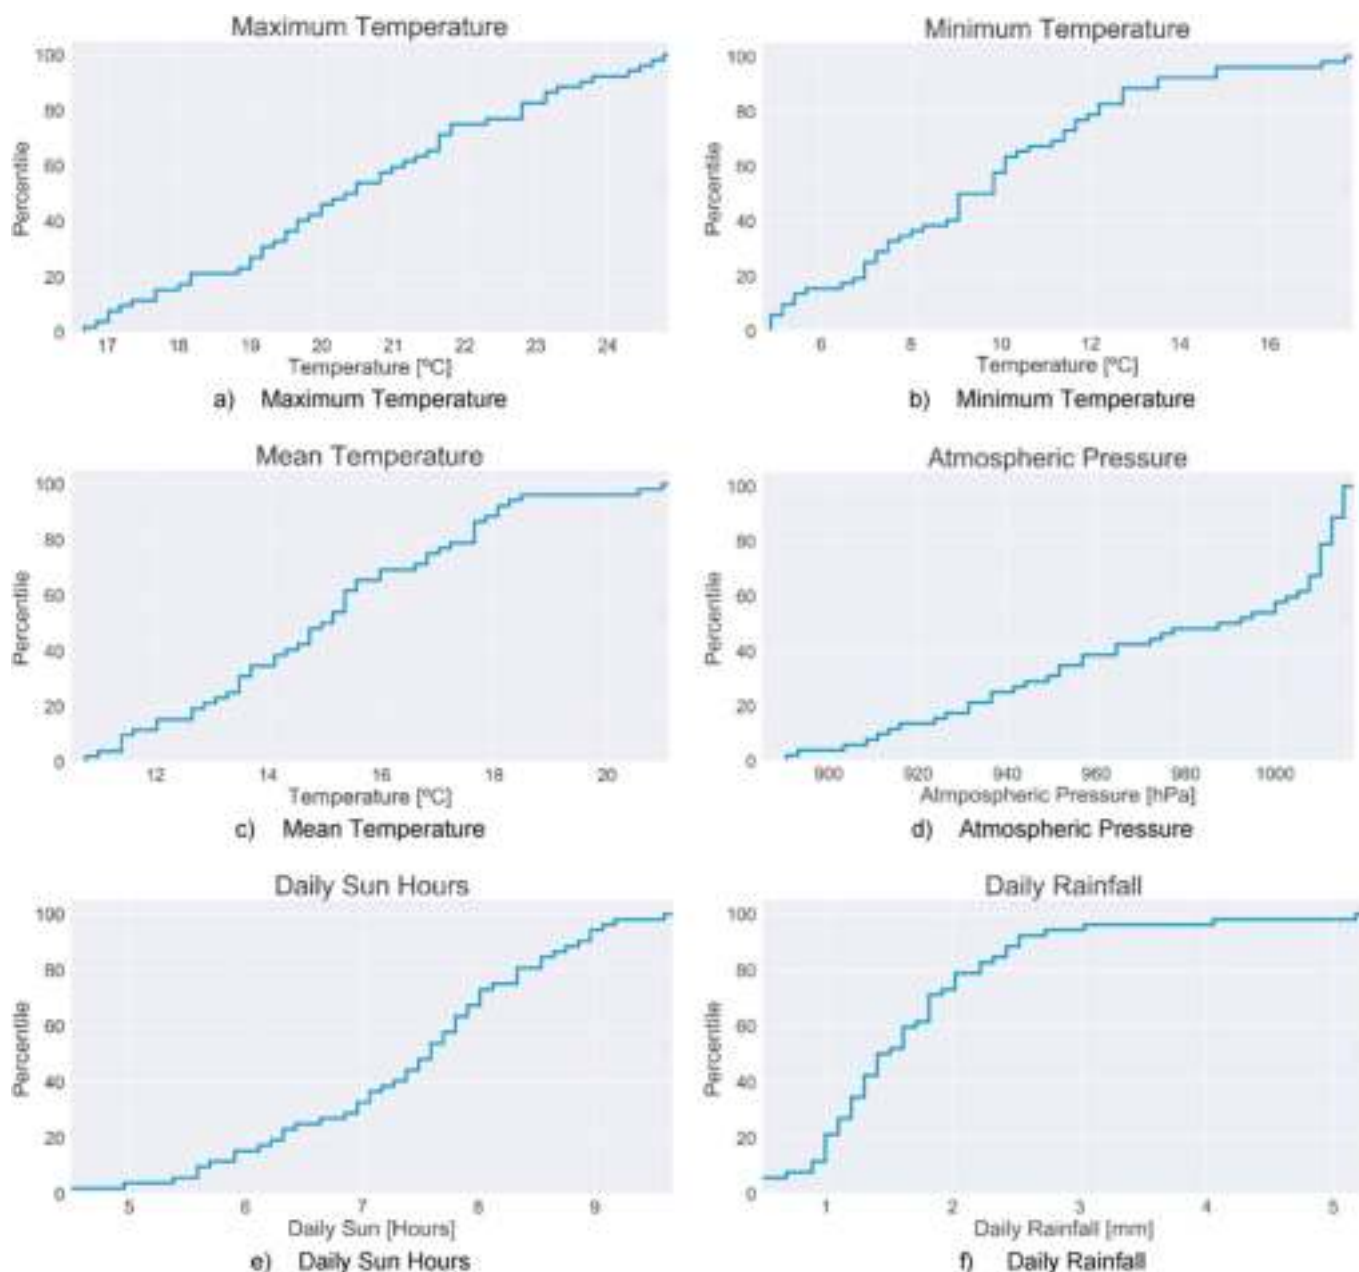 Maximum Temperature
100
80
60
40
20
0
Percentile
17 18 19 20 21 22 23 24
Temperature [ºC]
a) Maximum Temperature
Minimum Temperature
100
80
60
40
20
0
Percentile
6 8 10 12 14 16
Temperature [ºC]
b) Minimum Temperature
Mean Temperature
100
80
60
40
20
0
Percentile
12 14 16 18 20
Temperature [ºC]
c) Mean Temperature
Atmospheric Pressure
100
80
60
40
20
0
Percentile
900 920 940 960 980 1000
Atmpospheric Pressure [hPa]
d) Atmospheric Pressure
Daily Sun Hours
100
80
60
40
20
0
Percentile
5 6 7 8 9
Daily Sun [Hours]
e) Daily Sun Hours
Daily Rainfall
100
80
60
40
20
0
Percentile
1 2 3 4 5
Daily Rainfall [mm]
f) Daily Rainfall